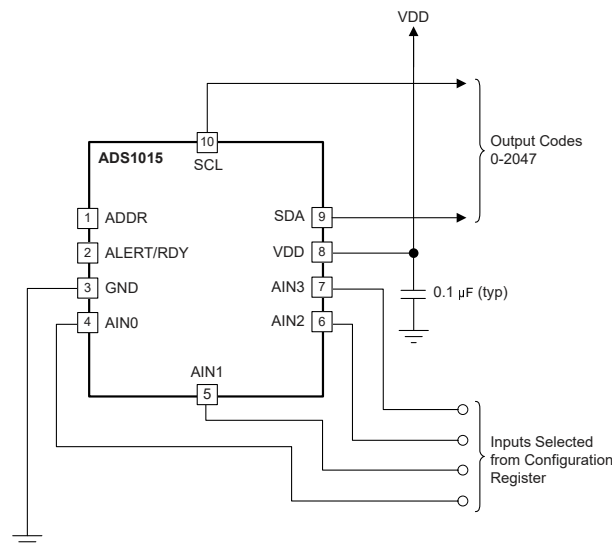 VDD
10
ADS1015
SCL
Output Codes
0-2047
1 ADDR
SDA 9
2 ALERT/RDY
VDD 8
3 GND
AIN3 7
0.1 µF (typ)
4 AIN0
AIN2 6
AIN1
5
Inputs Selected
from Configuration
Register